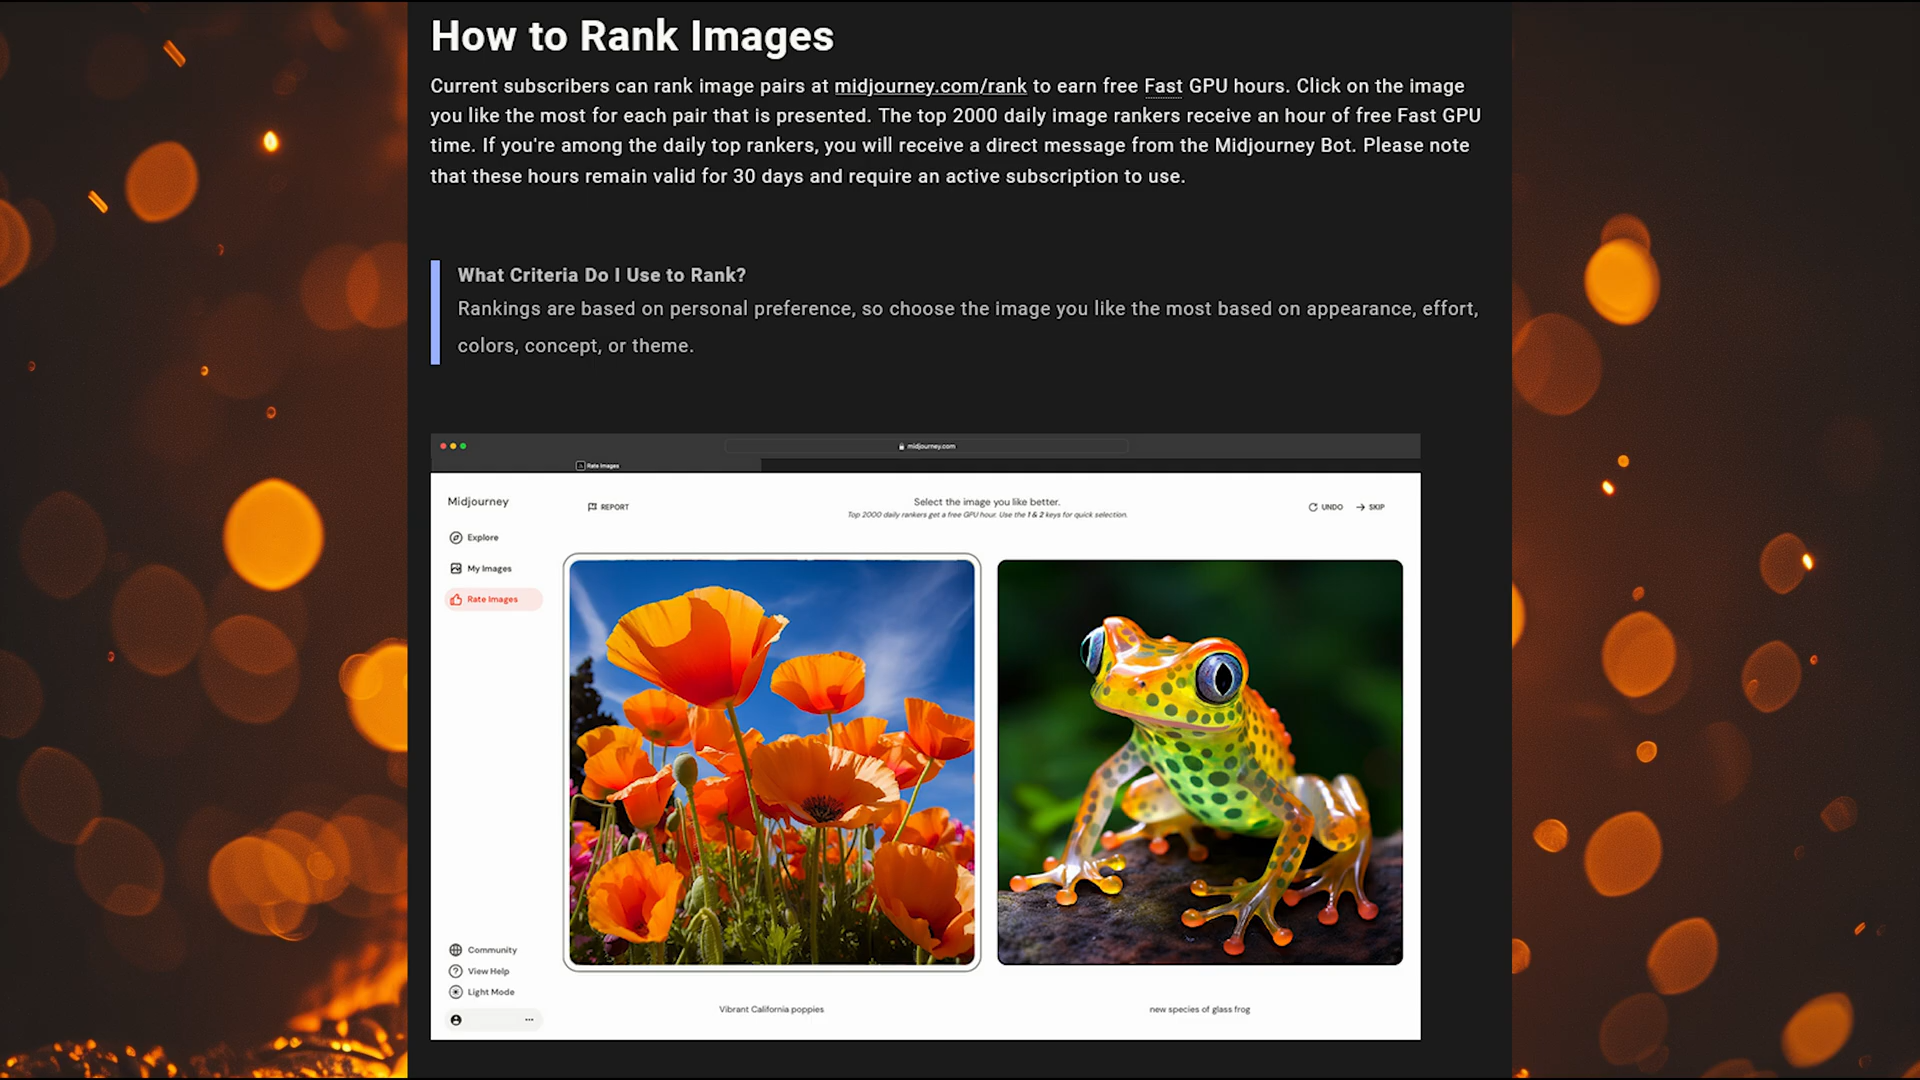 How to Rank Images
Current subscribers can rank image pairs at midjourney.com/rank to earn free Fast GPU hours. Click on the image
you like the most for each pair that is presented. The top 2000 daily image rankers receive an hour of free Fast GPU
time. If you're among the daily top rankers, you will receive a direct message from the Midjourney Bot. Please note
that these hours remain valid for 30 days and require an active subscription to use.
What Criteria Do I Use to Rank?
Rankings are based on personal preference, so choose the image you like the most based on appearance, effort,
colors, concept, or theme.
midjourney.com
Rate Images
Midjourney
REPORT
Select the image you like better.
Top 2000 daily rankers get a free GPU hour. Use the 1 & 2 keys for quick selection.
UNDO
SKIP
Explore
My Images
Rate Images
Community
View Help
Light Mode
Vibrant California poppies
new species of glass frog